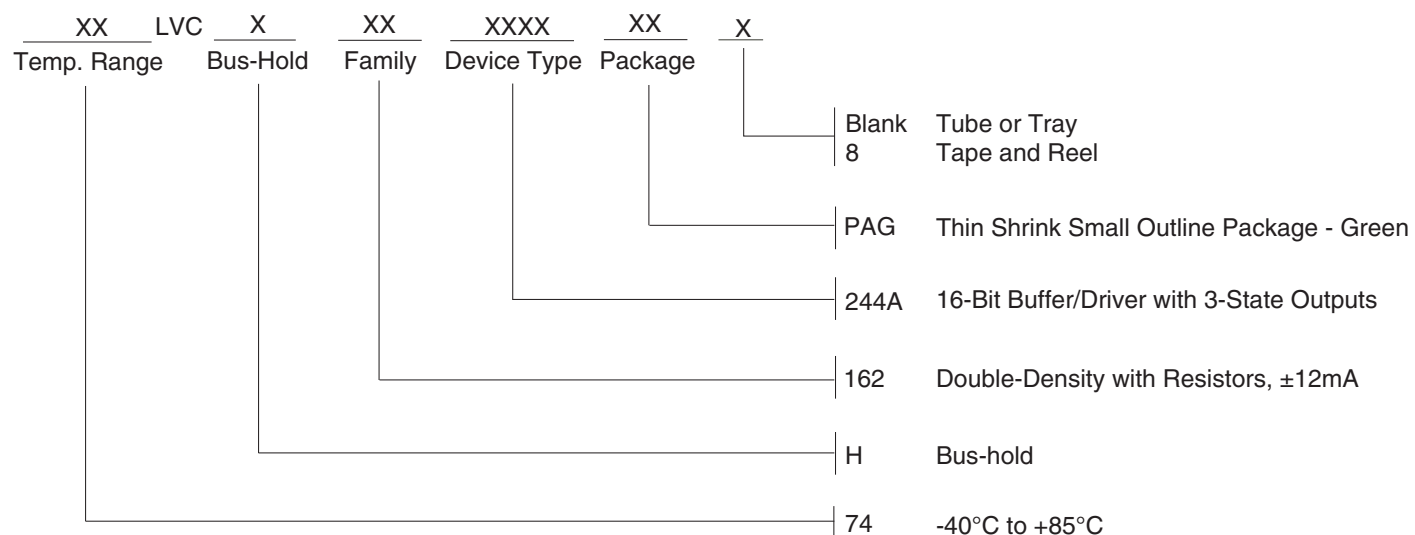 XX LVC X XX XXXX XX X
Temp. Range Bus-Hold Family Device Type Package
Blank Tube or Tray
8 Tape and Reel
PAG Thin Shrink Small Outline Package - Green
244A 16-Bit Buffer/Driver with 3-State Outputs
162 Double-Density with Resistors, ±12mA
H Bus-hold
74 -40°C to +85°C